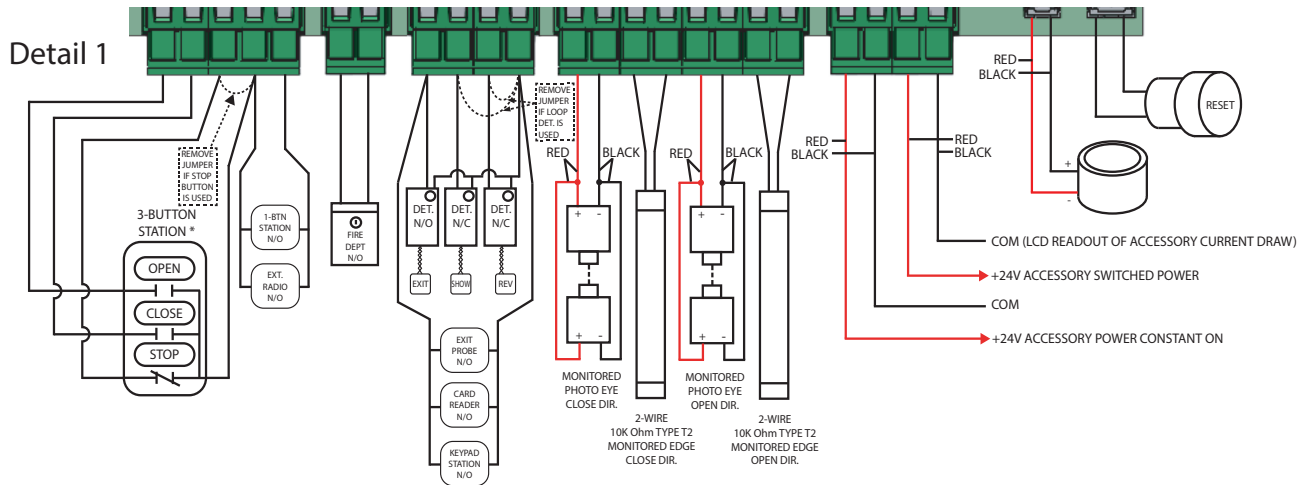 Detail 1
REMOVE
JUMPER
IF STOP
BUTTON
IS USED
3-BUTTON
STATION *
OPEN
CLOSE
STOP
1-BTN
STATION
N/O
EXT.
RADIO
N/O
FIRE
DEPT
N/O
REMOVE
JUMPER
IF LOOP
DET. IS
USED
DET.
N/O
DET.
N/C
DET.
N/C
EXIT
SHOW
REV
EXIT
PROBE
N/O
CARD
READER
N/O
KEYPAD
STATION
N/O
RED
BLACK
+ -
+ -
MONITORED
PHOTO EYE
CLOSE DIR.
2-WIRE
10K Ohm TYPE T2
MONITORED EDGE
CLOSE DIR.
RED
BLACK
+ -
+ -
MONITORED
PHOTO EYE
OPEN DIR.
2-WIRE
10K Ohm TYPE T2
MONITORED EDGE
OPEN DIR.
RED
BLACK
RED
BLACK
COM (LCD READOUT OF ACCESSORY CURRENT DRAW)
+24V ACCESSORY SWITCHED POWER
COM
+24V ACCESSORY POWER CONSTANT ON
RED
BLACK
+
-
RESET